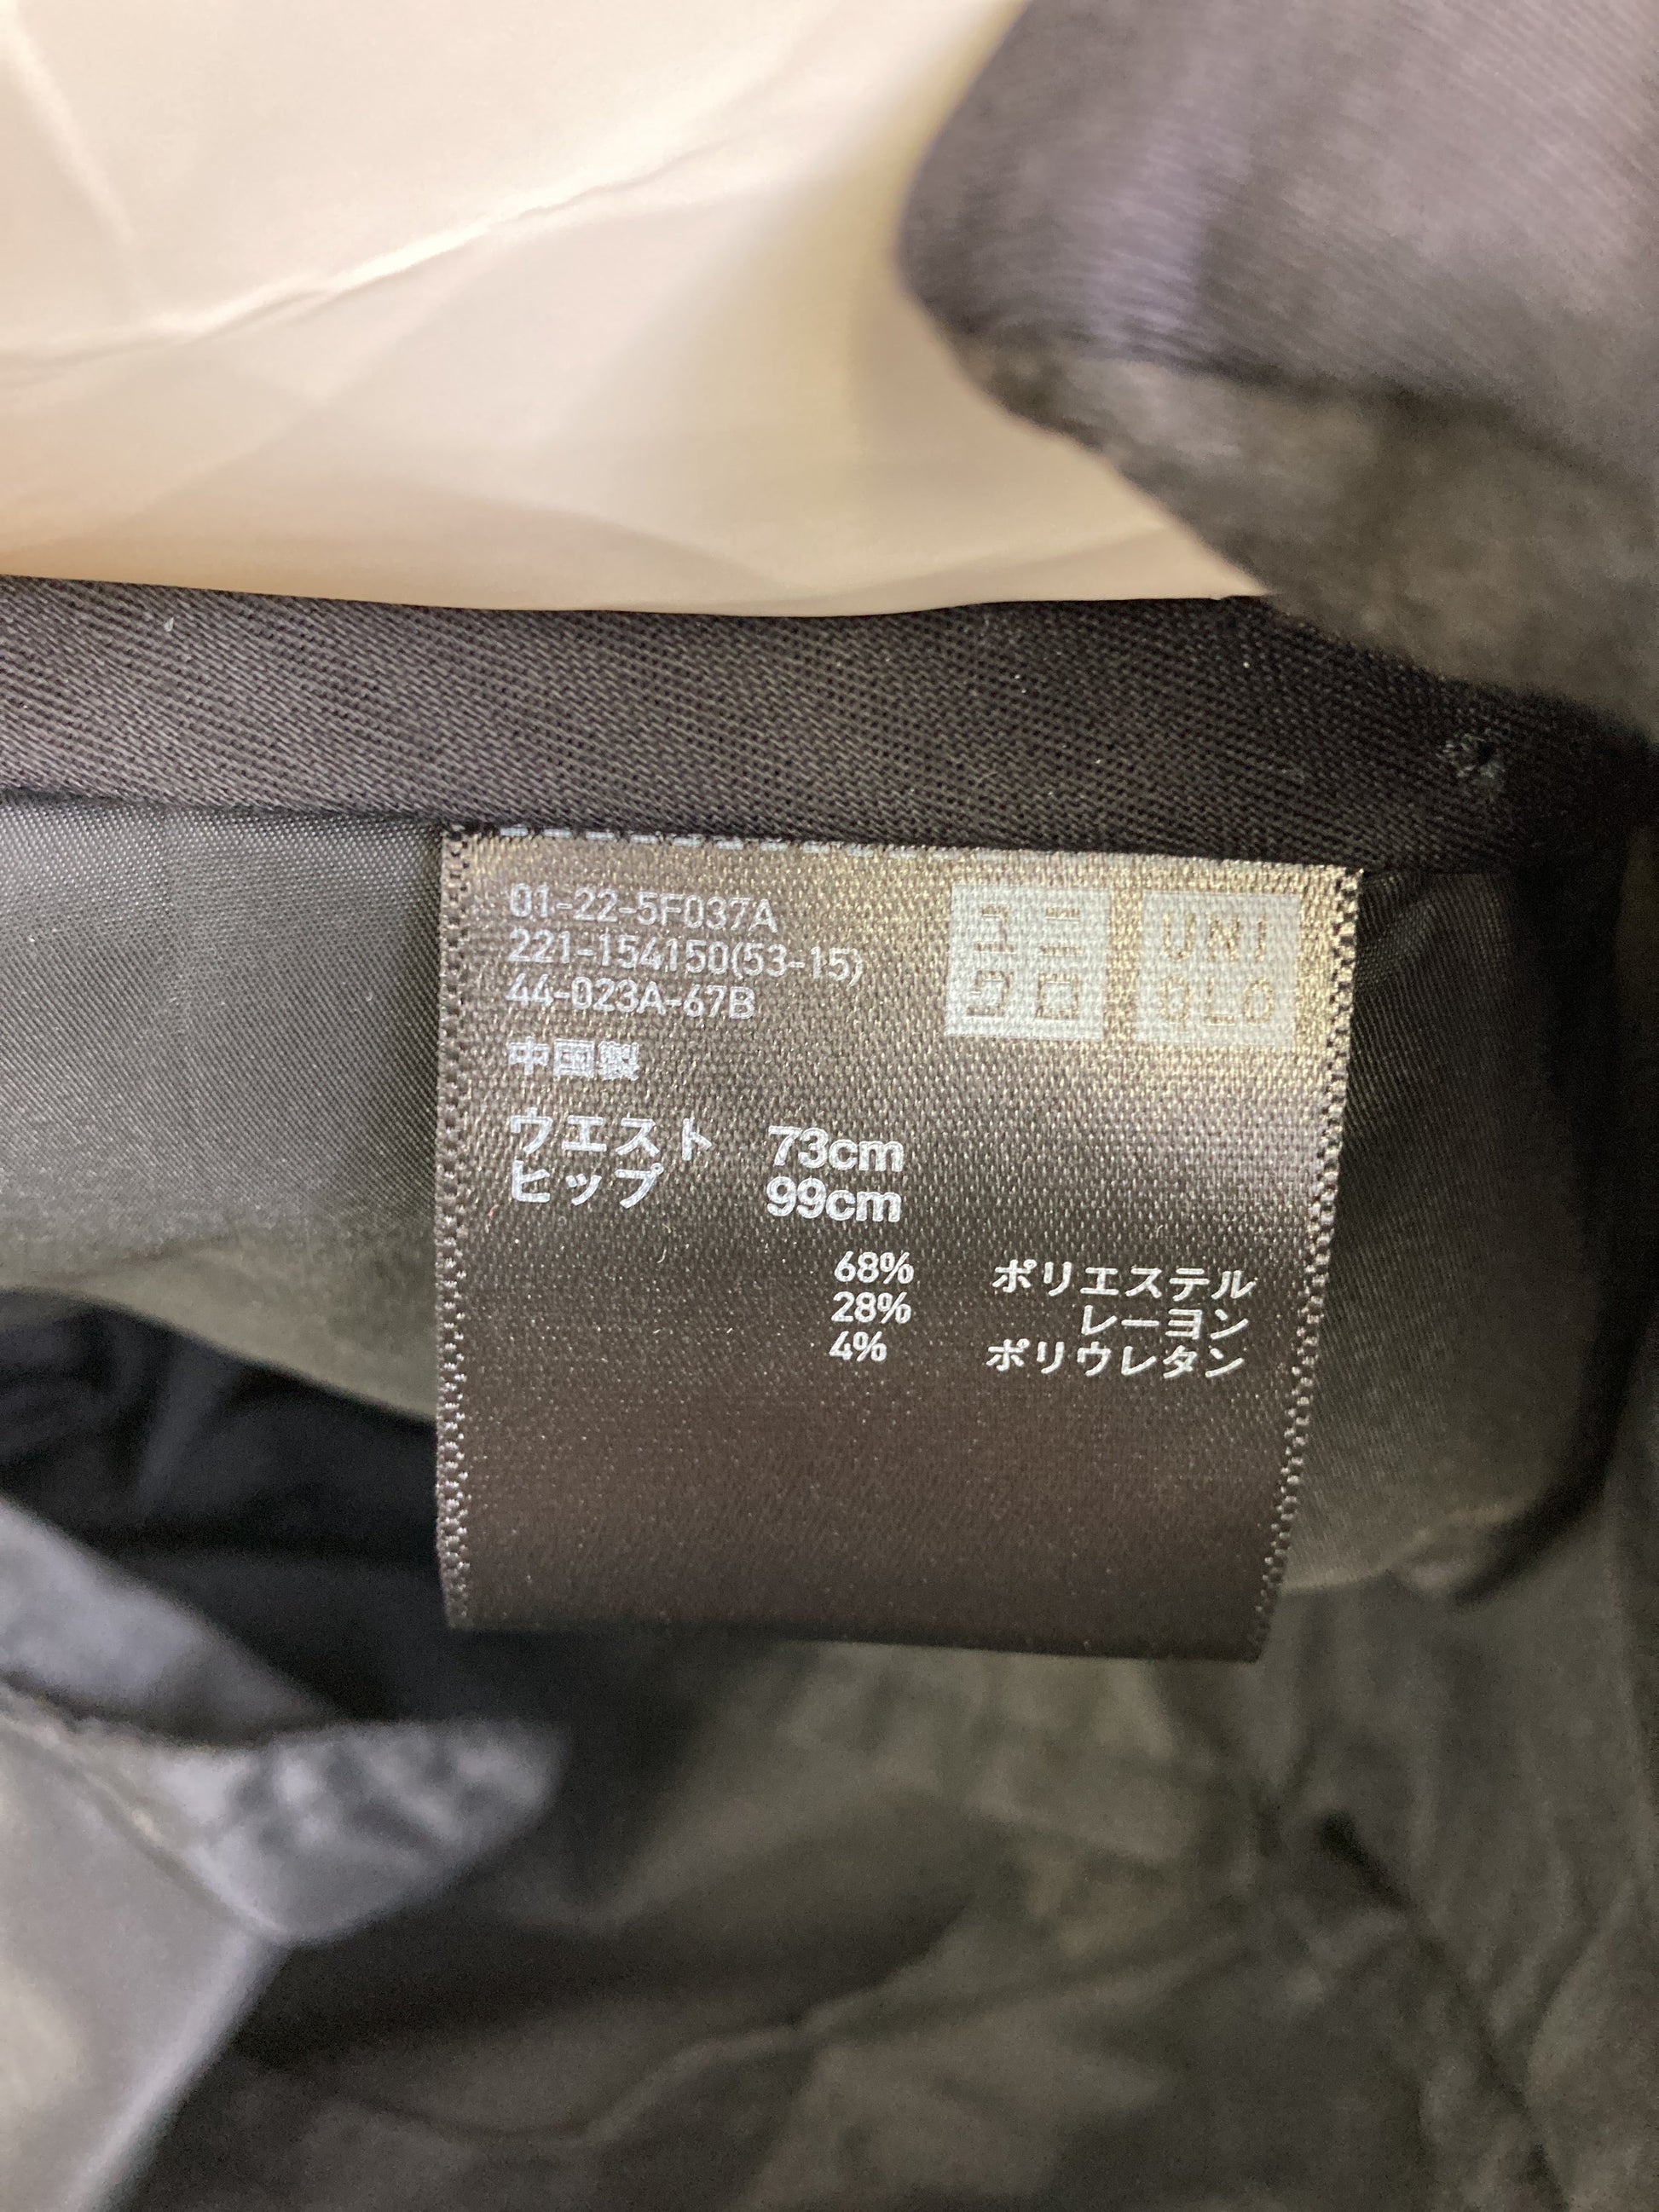 01-22-5F037A
221-154150(53-15)
44-023A-67B
中国製
ユニ
クロ
UNI
QLO
ウエスト 73cm
ヒップ 99cm
68% ポリエステル
28% レーヨン
4% ポリウレタン